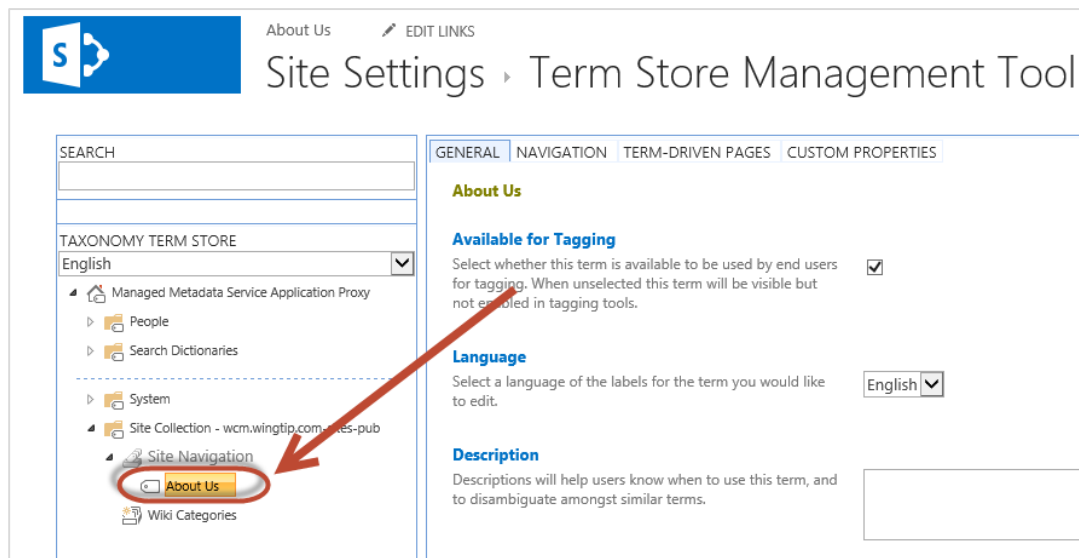 About Us EDIT LINKS
S
Site Settings Term Store Management Tool
SEARCH
TAXONOMY TERM STORE
English
Managed Metadata Service Application Proxy
People
Search Dictionaries
System
Site Collection - wcm.wingtip.com-sites-pub
Site Navigation
About Us
Wiki Categories
GENERAL NAVIGATION TERM-DRIVEN PAGES CUSTOM PROPERTIES
About Us
Available for Tagging
Select whether this term is available to be used by end users
for tagging. When unselected this term will be visible but
not enabled in tagging tools.
Language
Select a language of the labels for the term you would like
to edit.
English
Description
Descriptions will help users know when to use this term, and
to disambiguate amongst similar terms.